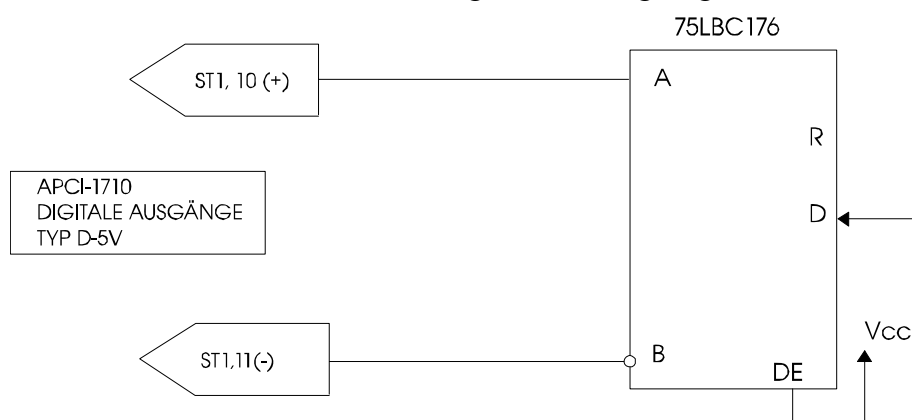 75LBC176
ST1, 10 (+)
A
R
APCI-1710
DIGITALE AUSGÄNGE
TYP D-5V
D
Vcc
ST1,11(-)
B
DE